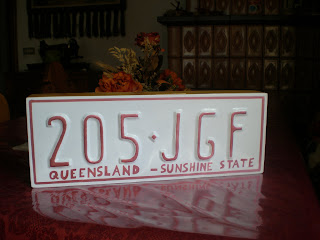 205·JGF
QUEENSLAND - SUNSHINE STATE